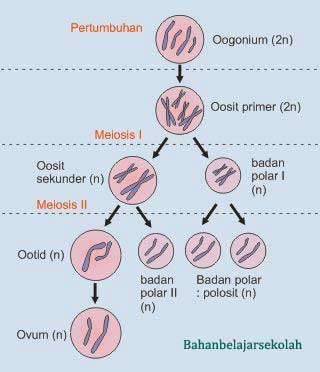 Pertumbuhan
Oogonium (2n)
Oosit primer (2n)
Meiosis I
Oosit
sekunder (n)
badan
polar I
(n)
Meiosis II
Ootid (n)
badan
polar II
(n)
Badan polar
: polosit (n)
Ovum (n)
Bahanbelajarsekolah